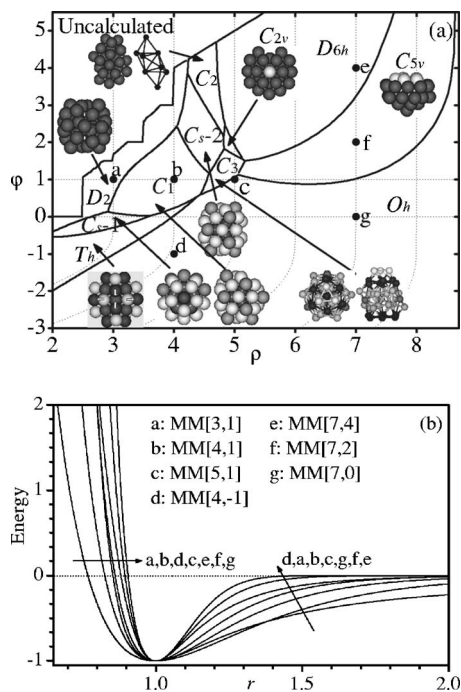 Uncalculated
(a)
C2v
D6h
C5v
C2
Cs-2
C3
C1
D2
Cs-1
Th
Oh
a
b
c
d
e
f
g
φ
5
4
3
2
1
0
-1
-2
-3
2 3 4 5 6 7 8
ρ
(b)
a: MM[3,1] e: MM[7,4]
b: MM[4,1] f: MM[7,2]
c: MM[5,1] g: MM[7,0]
d: MM[4,-1]
a,b,d,c,e,f,g
d,a,b,c,g,f,e
Energy
2
1
0
-1
1.0 1.5 2.0
r